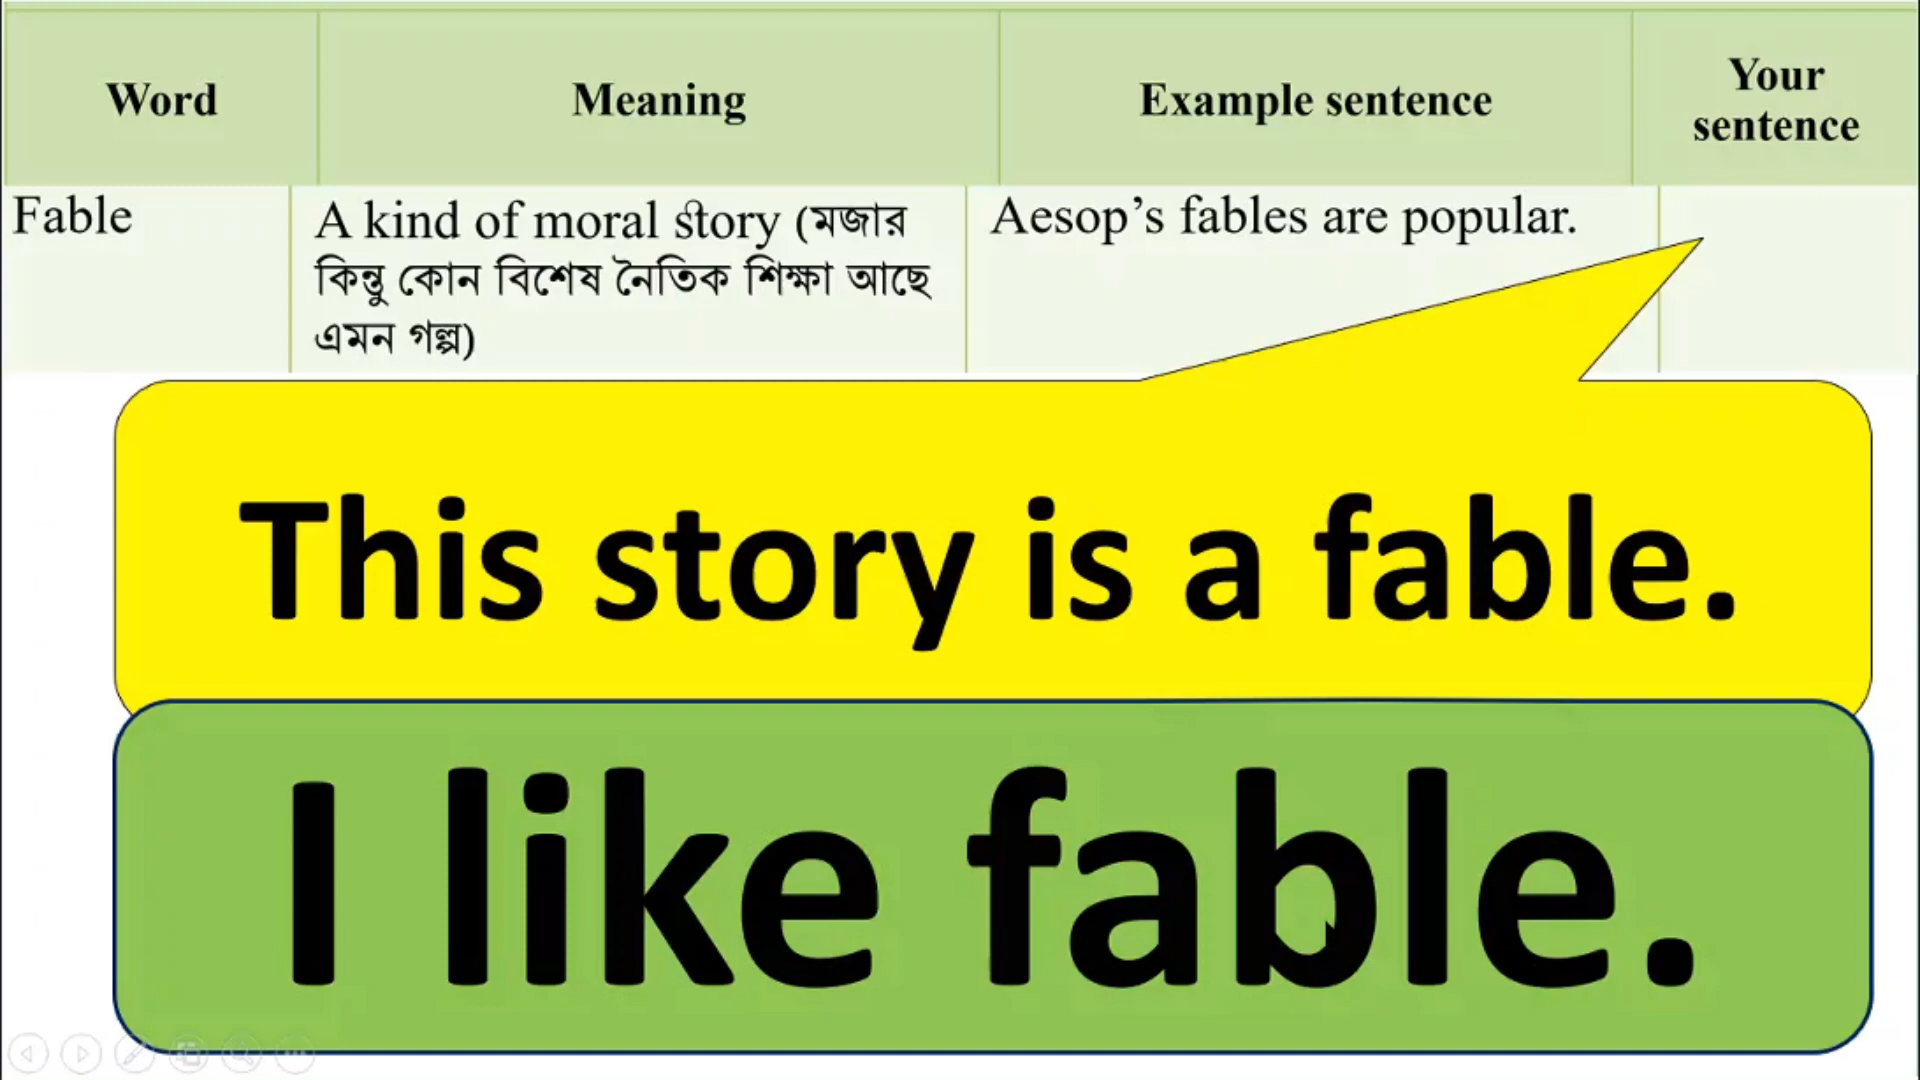 Word
Meaning
Example sentence
Your
sentence
Fable
A kind of moral story (মজার
কিন্তু কোন বিশেষ নৈতিক শিক্ষা আছে
এমন গল্প)
Aesop’s fables are popular.
This story is a fable.
I like fable.